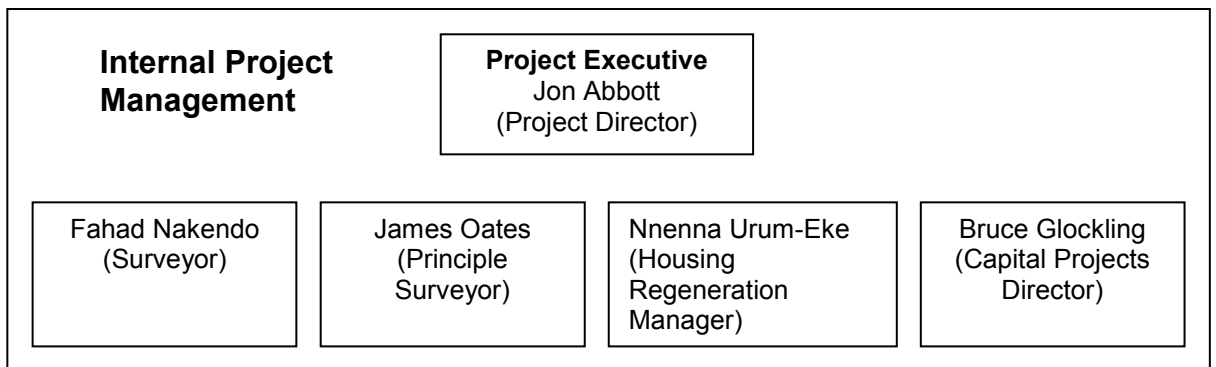 Internal Project
Management
Project Executive
Jon Abbott
(Project Director)
Fahad Nakendo
(Surveyor)
James Oates
(Principle
Surveyor)
Nnenna Urum-Eke
(Housing
Regeneration
Manager)
Bruce Glockling
(Capital Projects
Director)